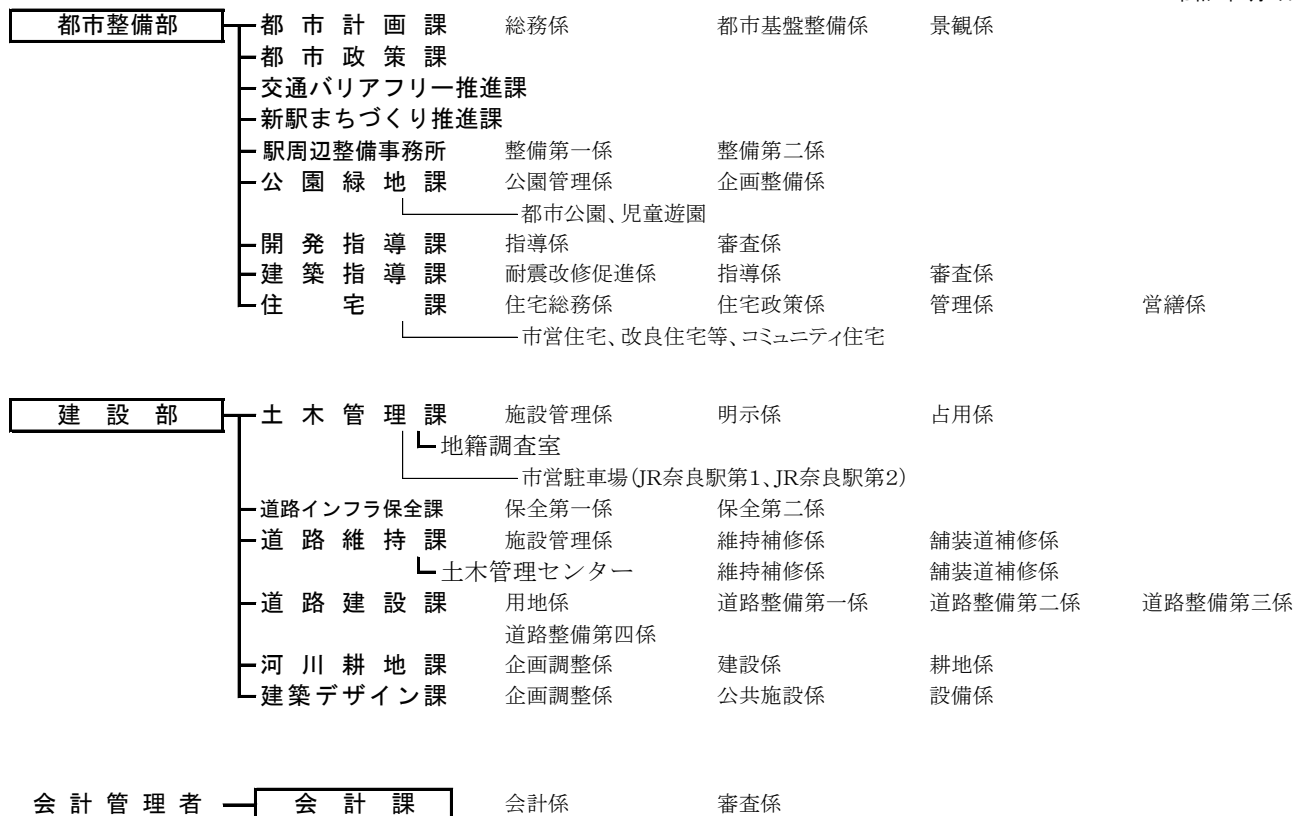 都市整備部 都市計画課 総務係 都市基盤整備係 景観係
都市政策課
交通バリアフリー推進課
新駅まちづくり推進課
駅周辺整備事務所 整備第一係 整備第二係
公園緑地課 公園管理係 企画整備係
都市公園、児童遊園
開発指導課 指導係 審査係
建築指導課 耐震改修促進係 指導係 審査係
住宅課 住宅総務係 住宅政策係 管理係 営繕係
市営住宅、改良住宅等、コミュニティ住宅
建設部 土木管理課 施設管理係 明示係 占用係
地籍調査室
市営駐車場(JR奈良駅第1、JR奈良駅第2)
道路インフラ保全課 保全第一係 保全第二係
道路維持課 施設管理係 維持補修係 舗装道補修係
土木管理センター 維持補修係 舗装道補修係
道路建設課 用地係 道路整備第一係 道路整備第二係 道路整備第三係
道路整備第四係
河川耕地課 企画調整係 建設係 耕地係
建築デザイン課 企画調整係 公共施設係 設備係
会計管理者 会計課 会計係 審査係